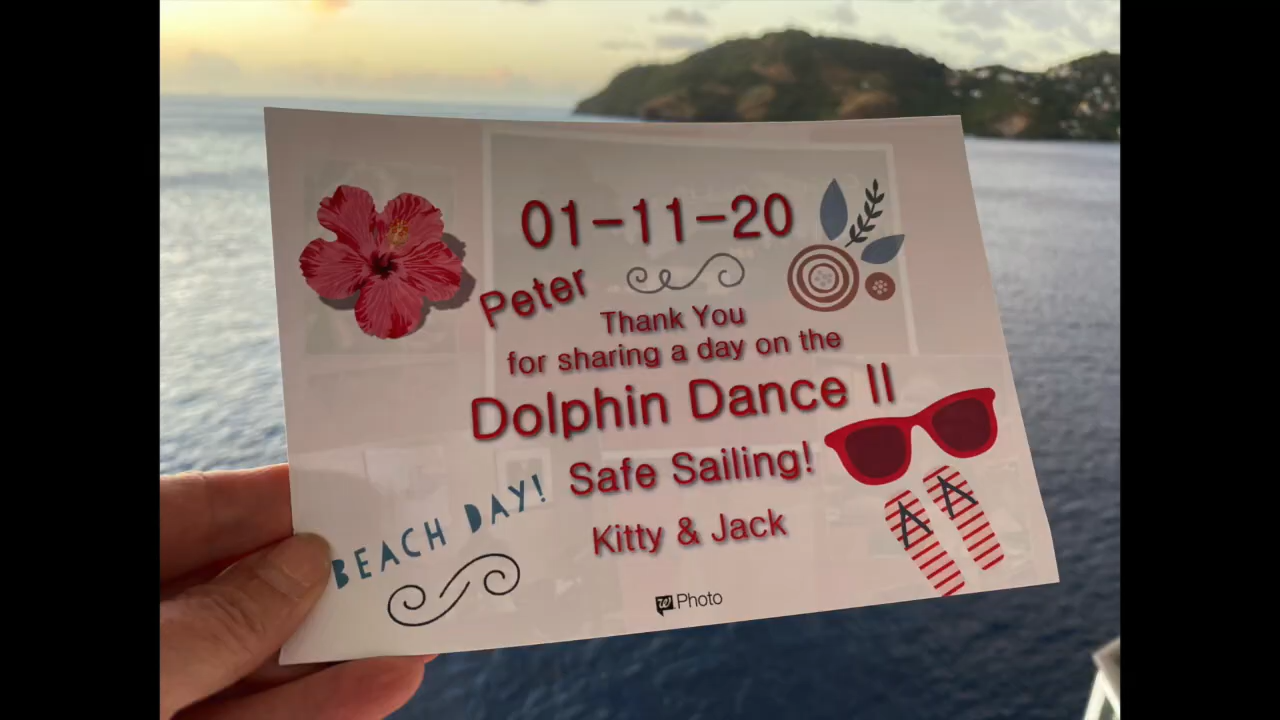 01-11-20
Peter
Thank You
for sharing a day on the
Dolphin Dance II
Safe Sailing!
BEACH DAY!
Kitty & Jack
W Photo